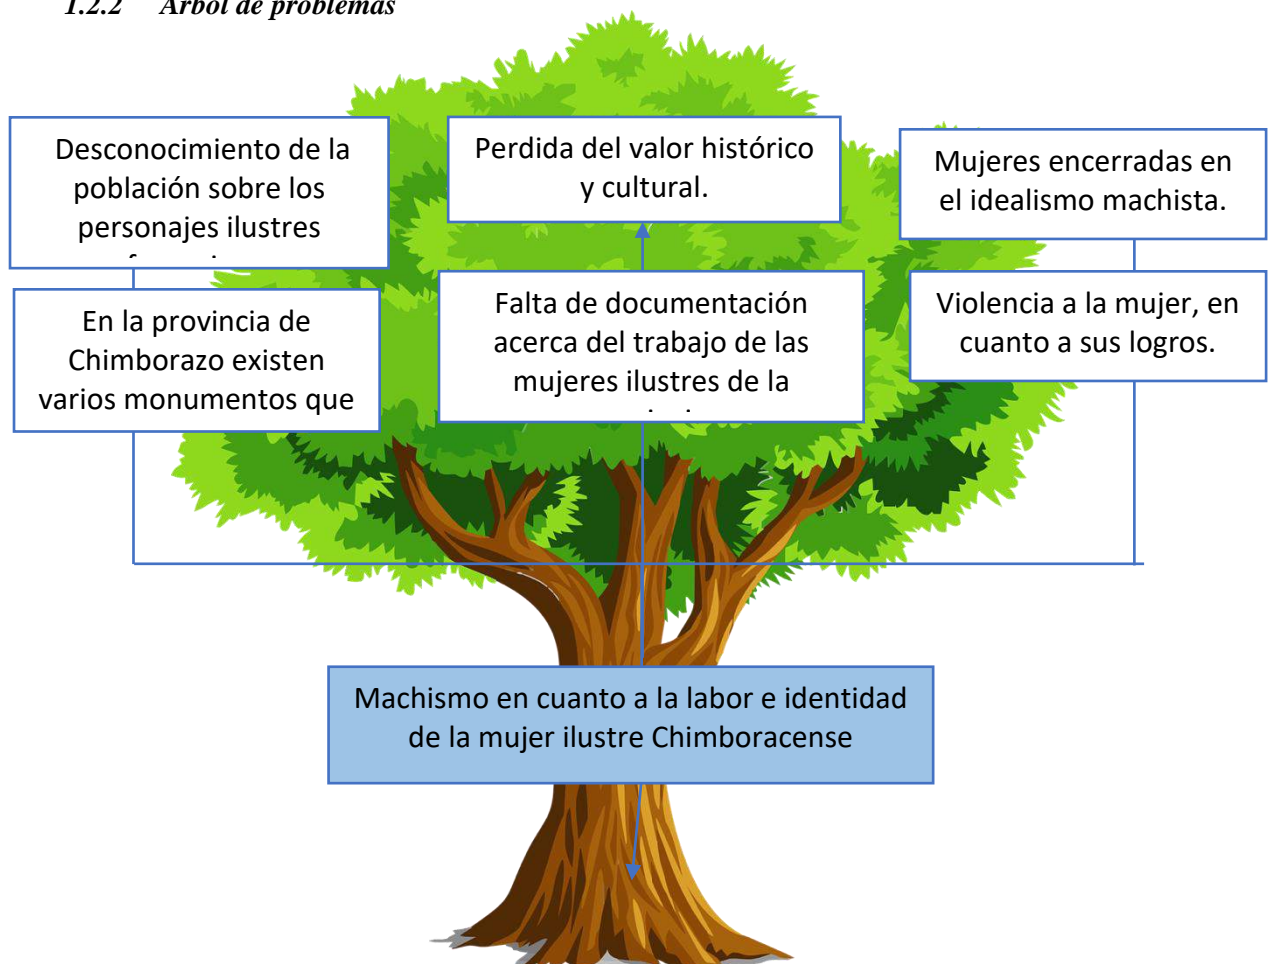 1.2.2 Árbol de problemas
Desconocimiento de la
población sobre los
personajes ilustres
Perdida del valor histórico
y cultural.
Mujeres encerradas en
el idealismo machista.
En la provincia de
Chimborazo existen
varios monumentos que
Falta de documentación
acerca del trabajo de las
mujeres ilustres de la
Violencia a la mujer, en
cuanto a sus logros.
Machismo en cuanto a la labor e identidad
de la mujer ilustre Chimboracense